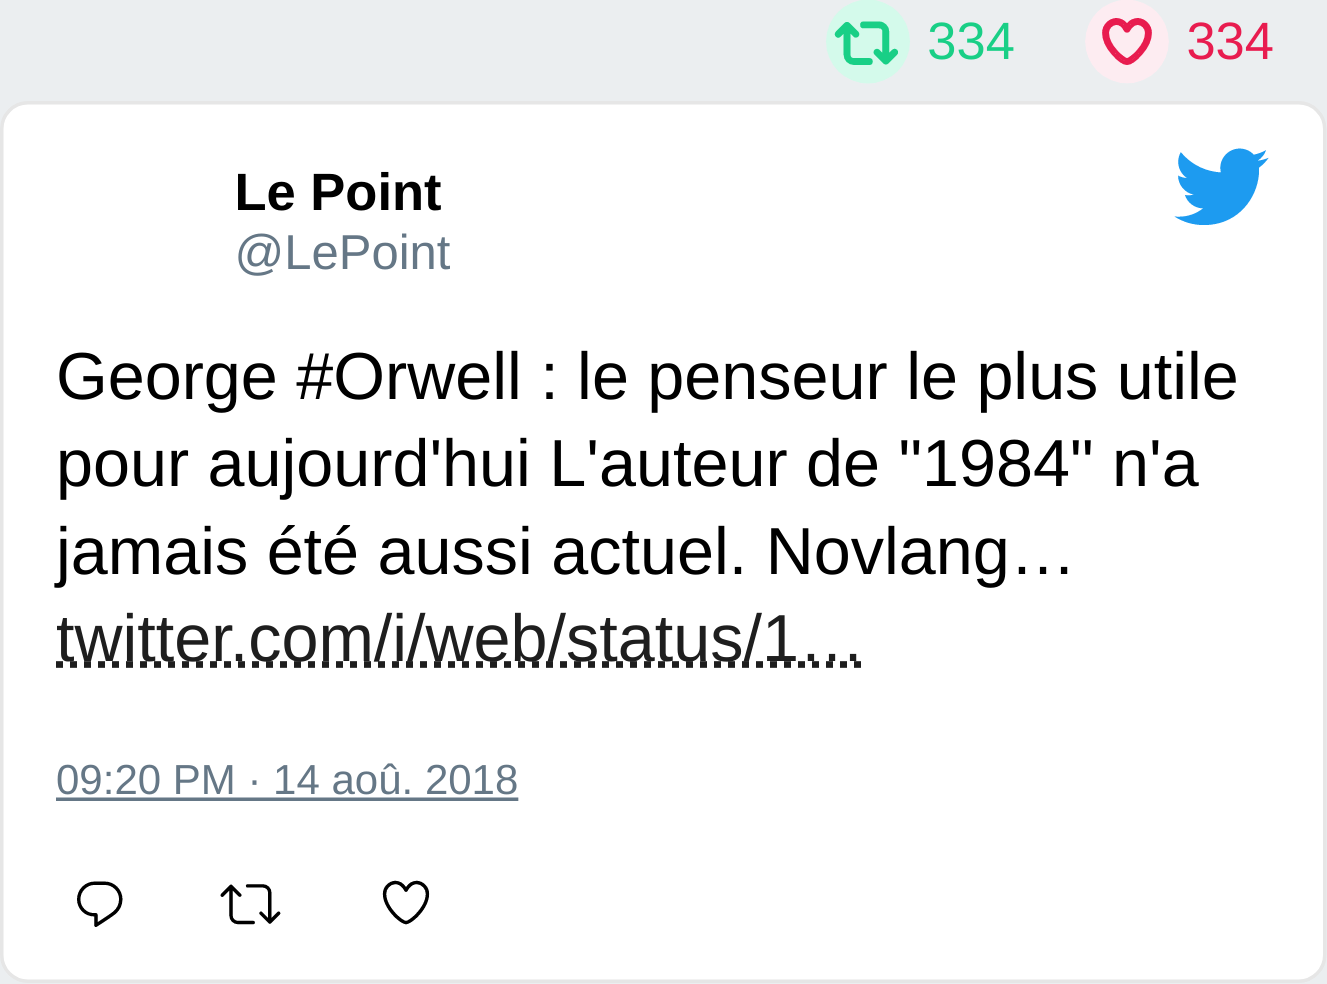 334 334
Le Point
@LePoint
George #Orwell : le penseur le plus utile
pour aujourd'hui L'auteur de "1984" n'a
jamais été aussi actuel. Novlang…
twitter.com/i/web/status/1…
09:20 PM · 14 aoû. 2018